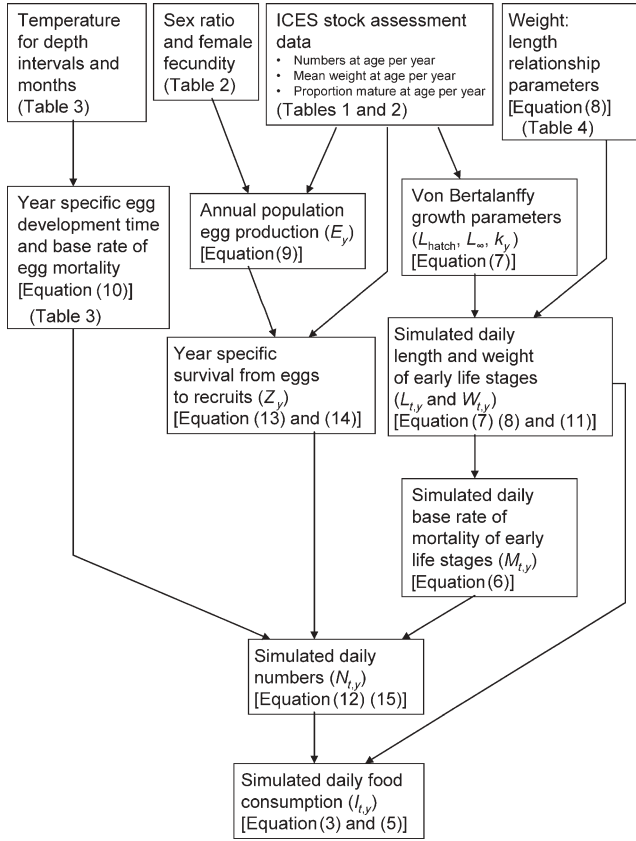 Temperature
for depth
intervals and
months
(Table 3)
Sex ratio
and female
fecundity
(Table 2)
ICES stock assessment
data
• Numbers at age per year
• Mean weight at age per year
• Proportion mature at age per year
(Tables 1 and 2)
Weight:
length
relationship
parameters
[Equation (8)]
(Table 4)
Year specific egg
development time
and base rate of
egg mortality
[Equation (10)]
(Table 3)
Annual population
egg production (E_y)
[Equation (9)]
Von Bertalanffy
growth parameters
(L_hatch, L_∞, k_y)
[Equation (7)]
Year specific
survival from eggs
to recruits (Z_y)
[Equation (13) and (14)]
Simulated daily
length and weight
of early life stages
(L_t,y and W_t,y)
[Equation (7) (8) and (11)]
Simulated daily
base rate of
mortality of early
life stages (M_t,y)
[Equation (6)]
Simulated daily
numbers (N_t,y)
[Equation (12) (15)]
Simulated daily food
consumption (I_t,y)
[Equation (3) and (5)]